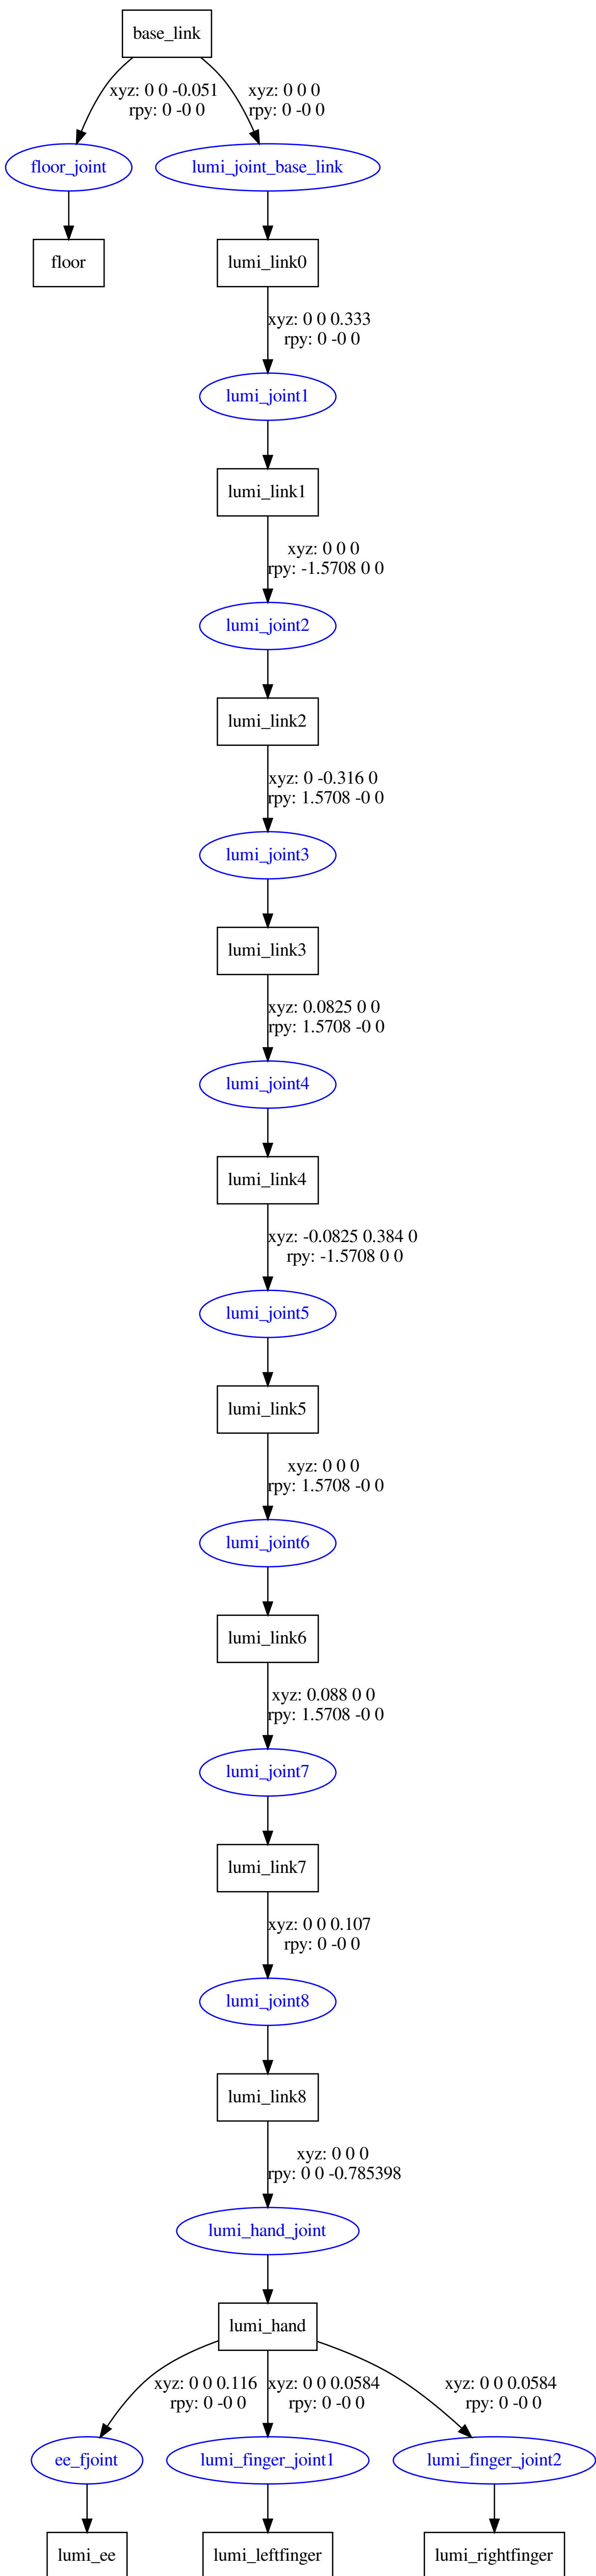 base_link
xyz: 0 0 -0.051
rpy: 0 -0 0
xyz: 0 0 0
rpy: 0 -0 0
floor_joint
lumi_joint_base_link
floor
lumi_link0
xyz: 0 0 0.333
rpy: 0 -0 0
lumi_joint1
lumi_link1
xyz: 0 0 0
rpy: -1.5708 0 0
lumi_joint2
lumi_link2
xyz: 0 -0.316 0
rpy: 1.5708 -0 0
lumi_joint3
lumi_link3
xyz: 0.0825 0 0
rpy: 1.5708 -0 0
lumi_joint4
lumi_link4
xyz: -0.0825 0.384 0
rpy: -1.5708 0 0
lumi_joint5
lumi_link5
xyz: 0 0 0
rpy: 1.5708 -0 0
lumi_joint6
lumi_link6
xyz: 0.088 0 0
rpy: 1.5708 -0 0
lumi_joint7
lumi_link7
xyz: 0 0 0.107
rpy: 0 -0 0
lumi_joint8
lumi_link8
xyz: 0 0 0
rpy: 0 0 -0.785398
lumi_hand_joint
lumi_hand
xyz: 0 0 0.116
rpy: 0 -0 0
xyz: 0 0 0.0584
rpy: 0 -0 0
xyz: 0 0 0.0584
rpy: 0 -0 0
ee_fjoint
lumi_finger_joint1
lumi_finger_joint2
lumi_ee
lumi_leftfinger
lumi_rightfinger